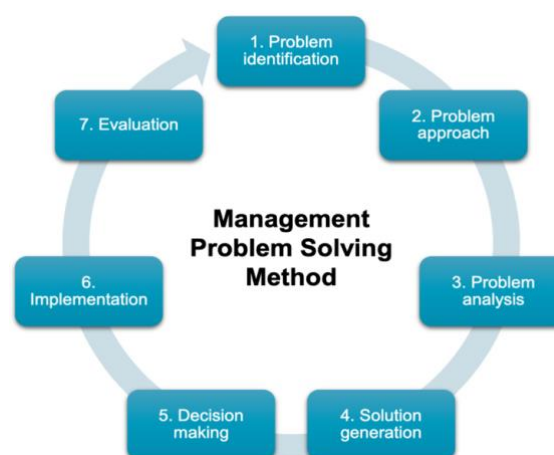 1. Problem
identification
2. Problem
approach
3. Problem
analysis
4. Solution
generation
5. Decision
making
6.
Implementation
7. Evaluation
Management
Problem Solving
Method